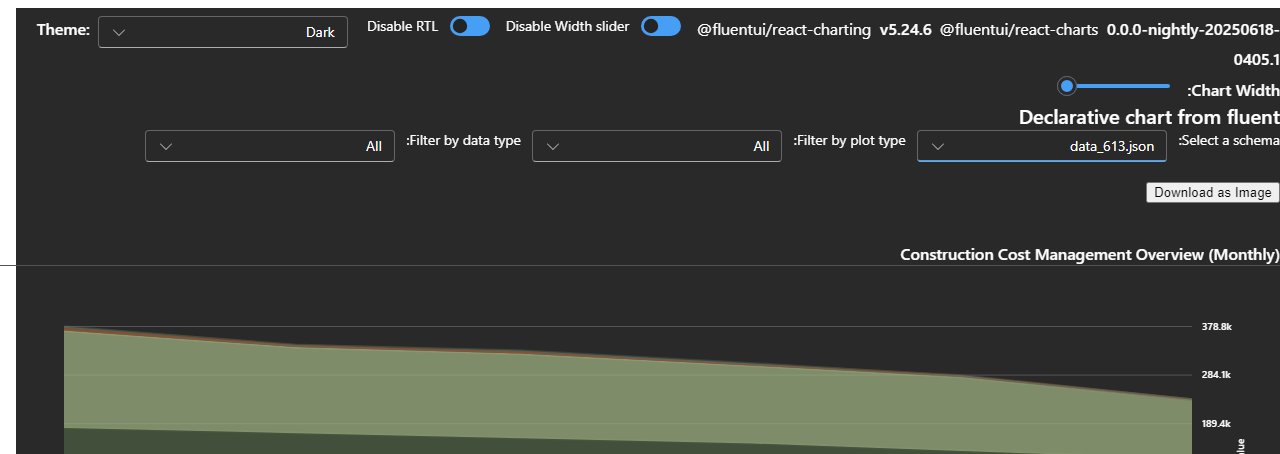 Theme: Dark Disable RTL Disable Width slider @fluentui/react-charting v5.24.6 @fluentui/react-charts 0.0.0-nightly-20250618-
0405.1
:Chart Width
Declarative chart from fluent
:Select a schema data_613.json :Filter by plot type All :Filter by data type All
Download as Image
Construction Cost Management Overview (Monthly)
378.8k
284.1k
189.4k